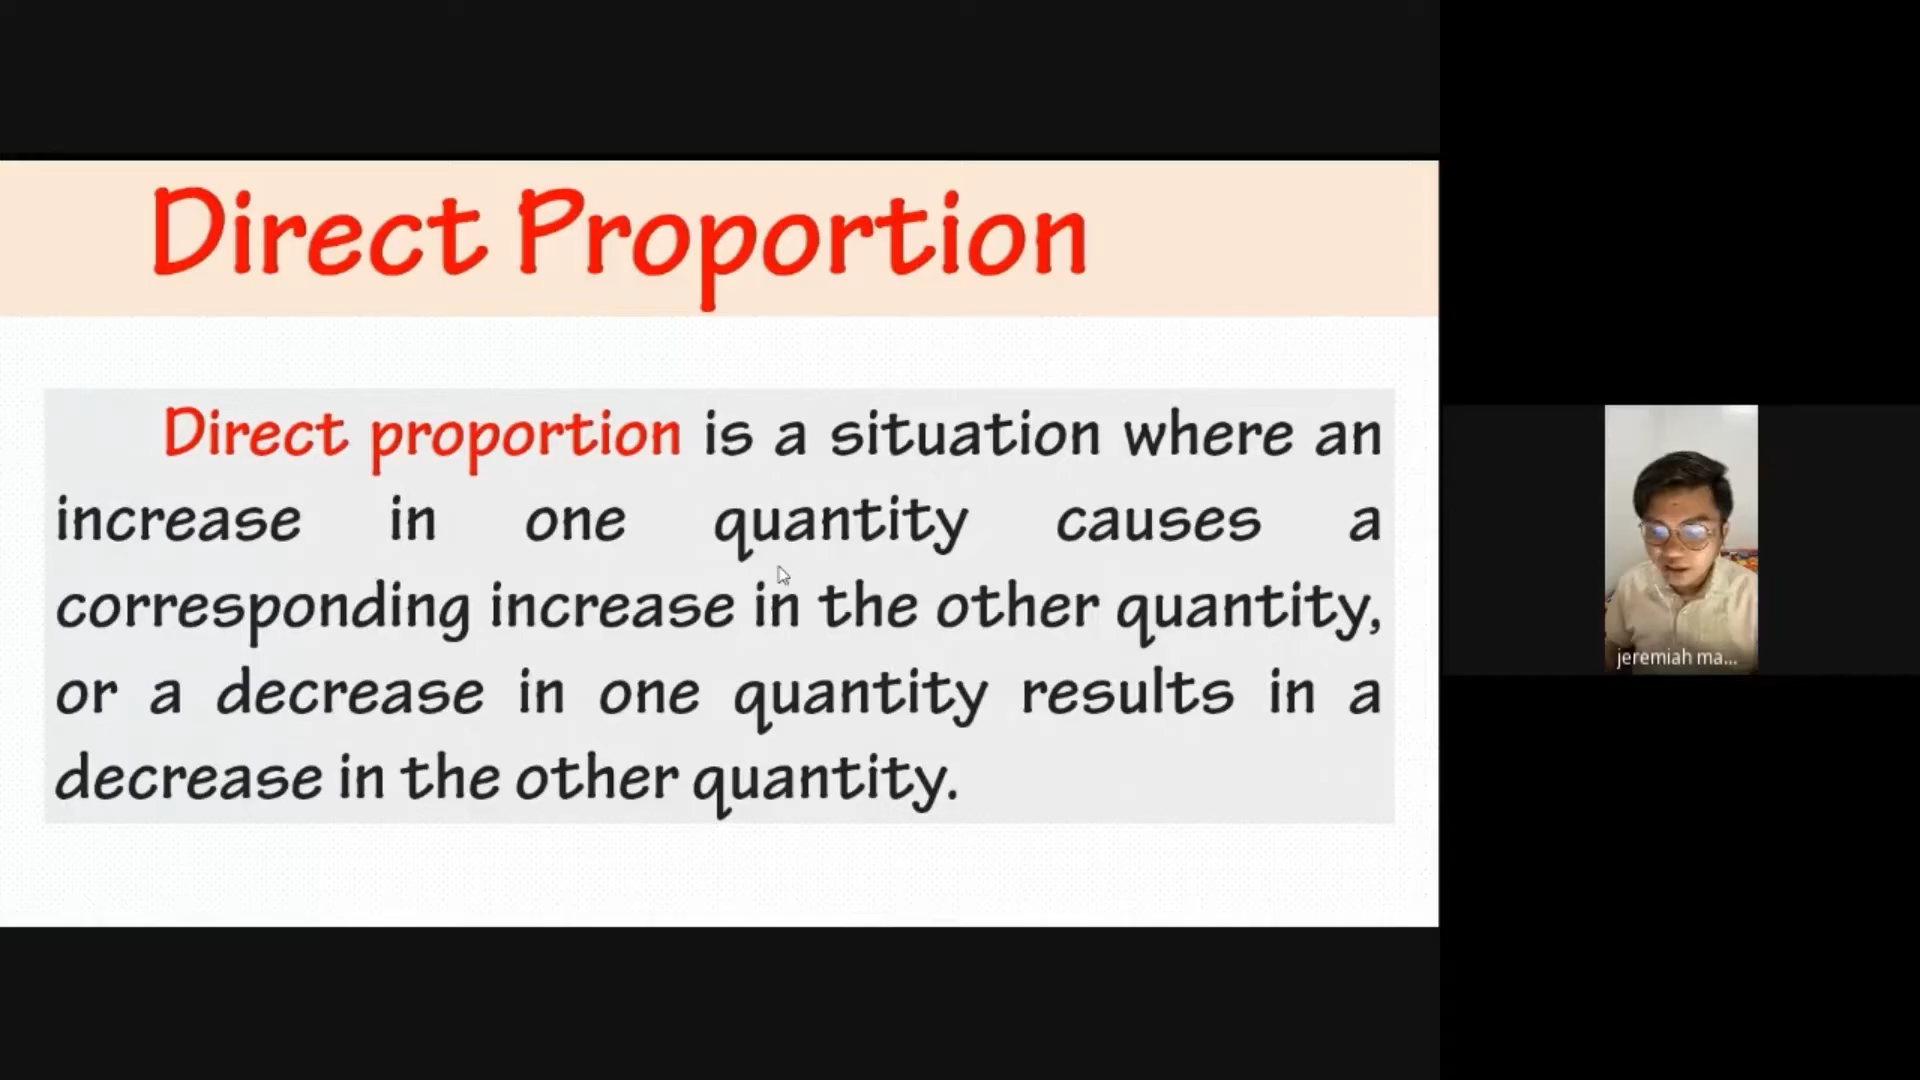 Direct Proportion
Direct proportion is a situation where an
increase in one quantity causes a
corresponding increase in the other quantity,
or a decrease in one quantity results in a
decrease in the other quantity.
jeremiah ma...